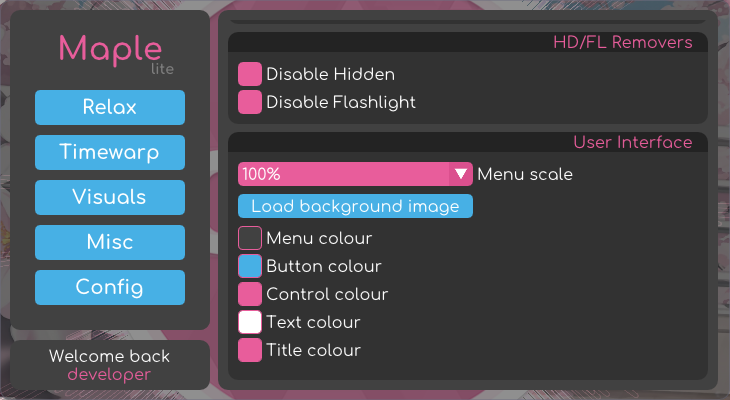 Maple
lite
Relax
Timewarp
Visuals
Misc
Config
Welcome back
developer
HD/FL Removers
Disable Hidden
Disable Flashlight
User Interface
100% Menu scale
Load background image
Menu colour
Button colour
Control colour
Text colour
Title colour